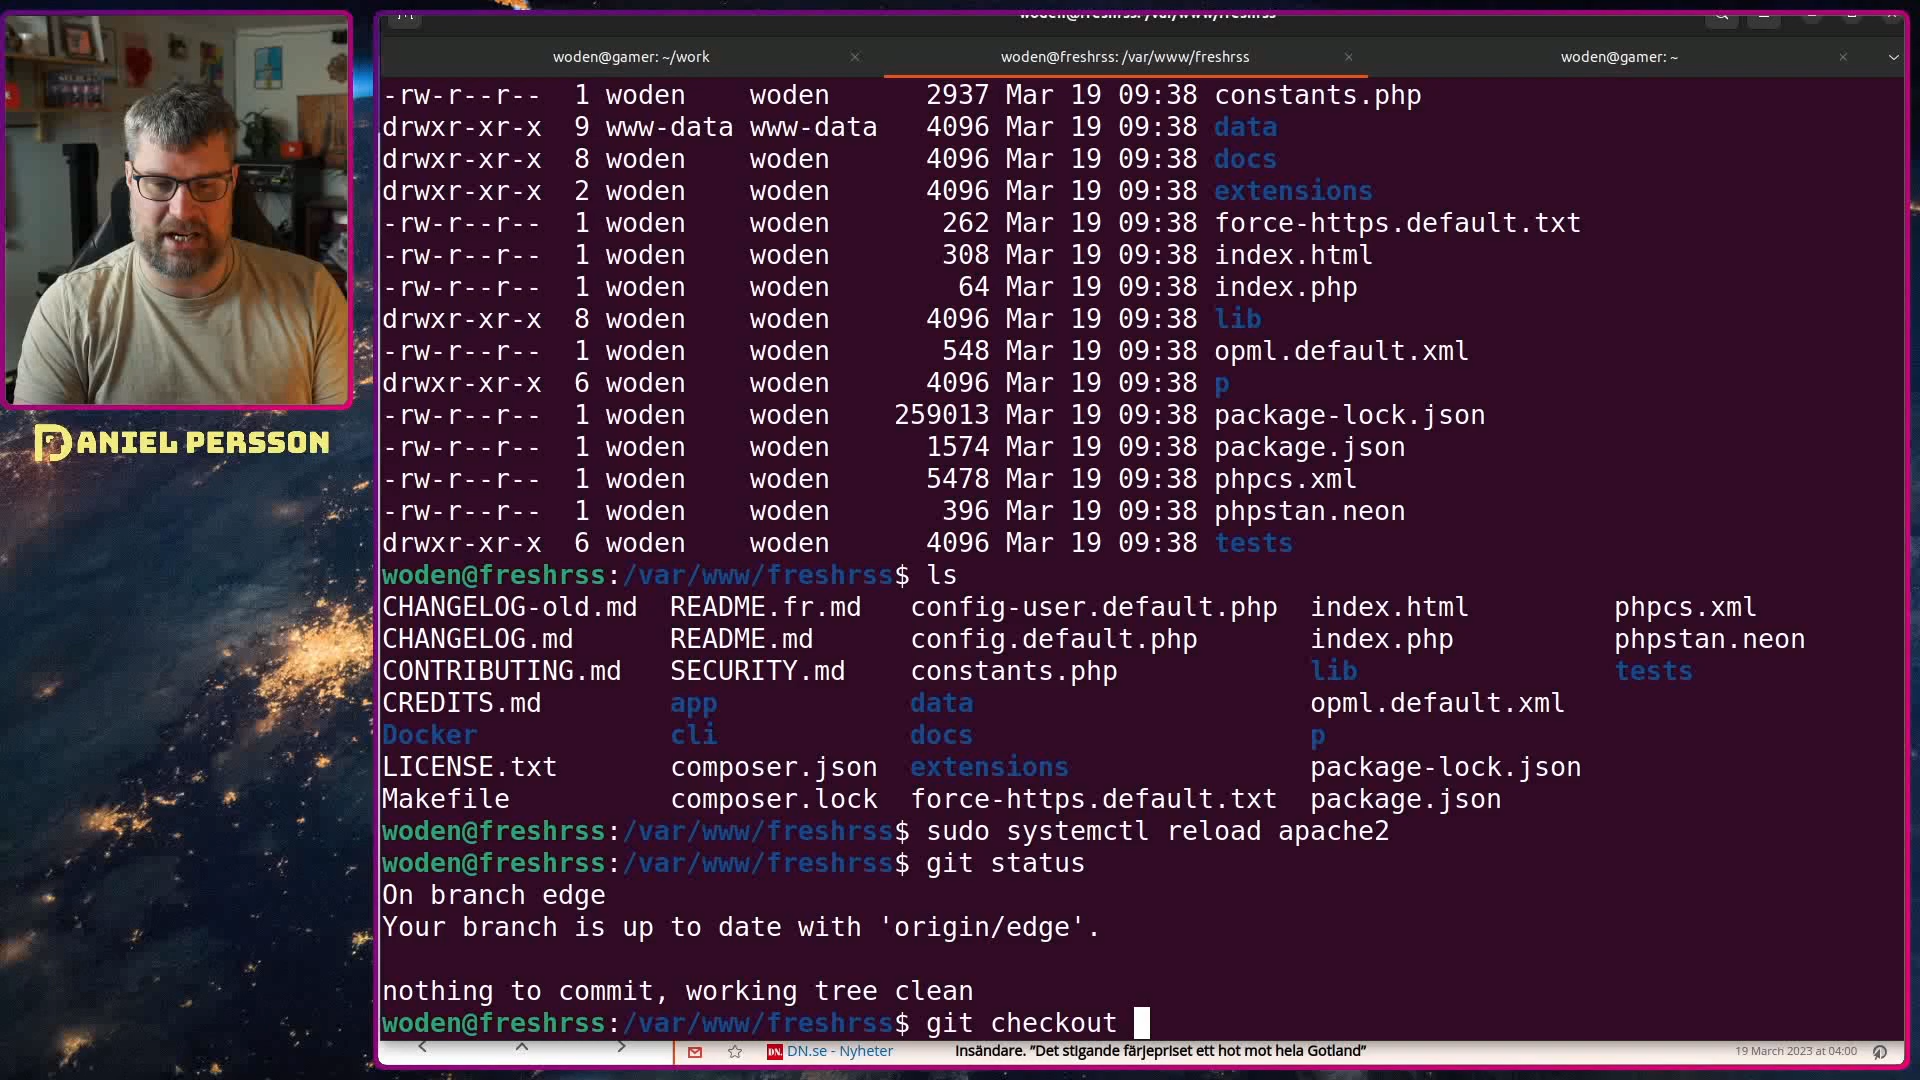 woden@freshrss: /var/www/freshrss
woden@gamer: ~/work
woden@freshrss: /var/www/freshrss
woden@gamer: ~
-rw-r--r-- 1 woden woden 2937 Mar 19 09:38 constants.php
drwxr-xr-x 9 www-data www-data 4096 Mar 19 09:38 data
drwxr-xr-x 8 woden woden 4096 Mar 19 09:38 docs
drwxr-xr-x 2 woden woden 4096 Mar 19 09:38 extensions
-rw-r--r-- 1 woden woden 262 Mar 19 09:38 force-https.default.txt
-rw-r--r-- 1 woden woden 308 Mar 19 09:38 index.html
-rw-r--r-- 1 woden woden 64 Mar 19 09:38 index.php
drwxr-xr-x 8 woden woden 4096 Mar 19 09:38 lib
-rw-r--r-- 1 woden woden 548 Mar 19 09:38 opml.default.xml
drwxr-xr-x 6 woden woden 4096 Mar 19 09:38 p
-rw-r--r-- 1 woden woden 259013 Mar 19 09:38 package-lock.json
-rw-r--r-- 1 woden woden 1574 Mar 19 09:38 package.json
-rw-r--r-- 1 woden woden 5478 Mar 19 09:38 phpcs.xml
-rw-r--r-- 1 woden woden 396 Mar 19 09:38 phpstan.neon
drwxr-xr-x 6 woden woden 4096 Mar 19 09:38 tests
woden@freshrss:/var/www/freshrss$ ls
CHANGELOG-old.md README.fr.md config-user.default.php index.html phpcs.xml
CHANGELOG.md README.md config.default.php index.php phpstan.neon
CONTRIBUTING.md SECURITY.md constants.php lib tests
CREDITS.md app data opml.default.xml
Docker cli docs p
LICENSE.txt composer.json extensions package-lock.json
Makefile composer.lock force-https.default.txt package.json
woden@freshrss:/var/www/freshrss$ sudo systemctl reload apache2
woden@freshrss:/var/www/freshrss$ git status
On branch edge
Your branch is up to date with 'origin/edge'.
nothing to commit, working tree clean
woden@freshrss:/var/www/freshrss$ git checkout
DANIEL PERSSON
DN. DN.se - Nyheter Insändare. ”Det stigande färjepriset ett hot mot hela Gotland” 19 March 2023 at 04:00